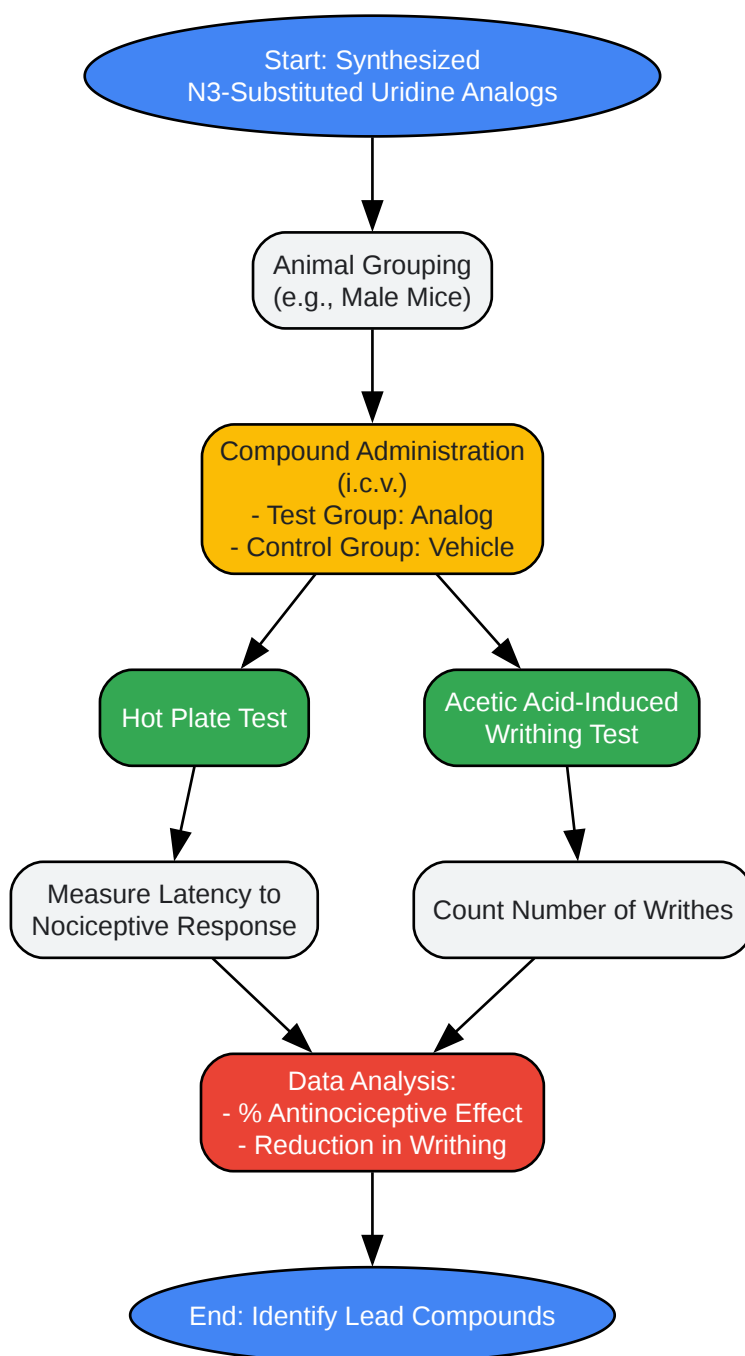 Start: Synthesized
N3-Substituted Uridine Analogs
Animal Grouping
(e.g., Male Mice)
Compound Administration
(i.c.v.)
- Test Group: Analog
- Control Group: Vehicle
Hot Plate Test
Acetic Acid-Induced
Writhing Test
Measure Latency to
Nociceptive Response
Count Number of Writhes
Data Analysis:
- % Antinociceptive Effect
- Reduction in Writhing
End: Identify Lead Compounds